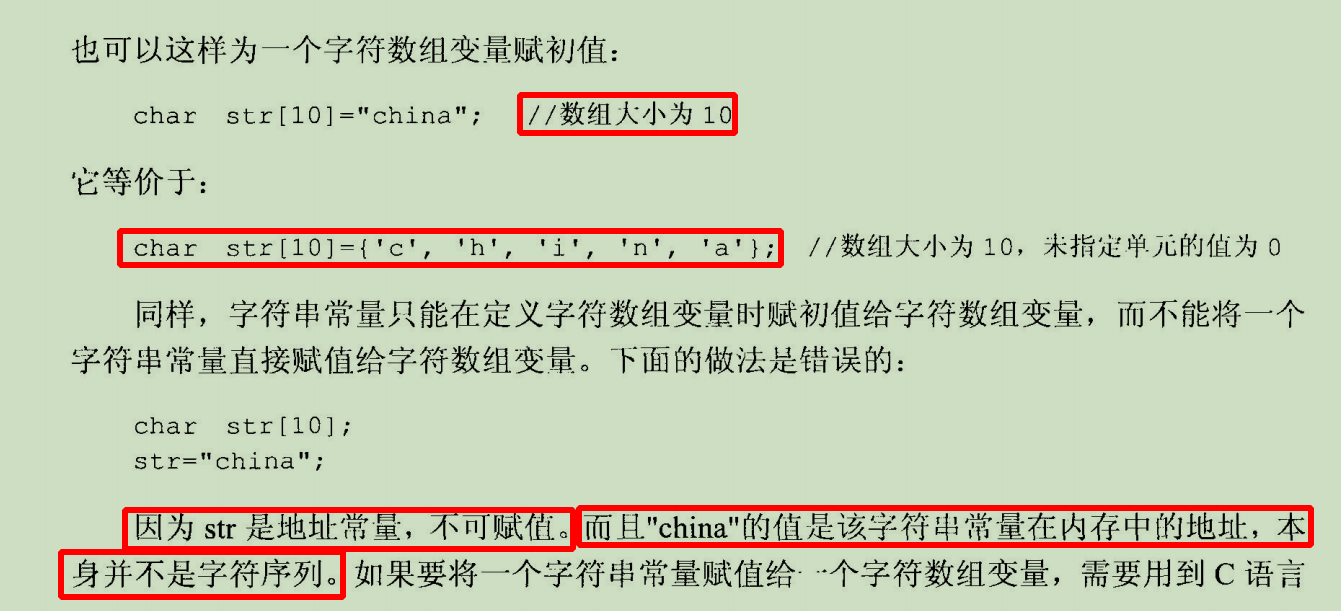 也可以这样为一个字符数组变量赋初值：
char str[10]="china"; //数组大小为 10
它等价于：
char str[10]={'c', 'h', 'i', 'n', 'a'}; //数组大小为 10，未指定单元的值为 0
同样，字符串常量只能在定义字符数组变量时赋初值给字符数组变量，而不能将一个
字符串常量直接赋值给字符数组变量。下面的做法是错误的：
char str[10];
str="china";
因为 str 是地址常量，不可赋值。而且"china"的值是该字符串常量在内存中的地址，本
身并不是字符序列。如果要将一个字符串常量赋值给一个字符数组变量，需要用到 C 语言